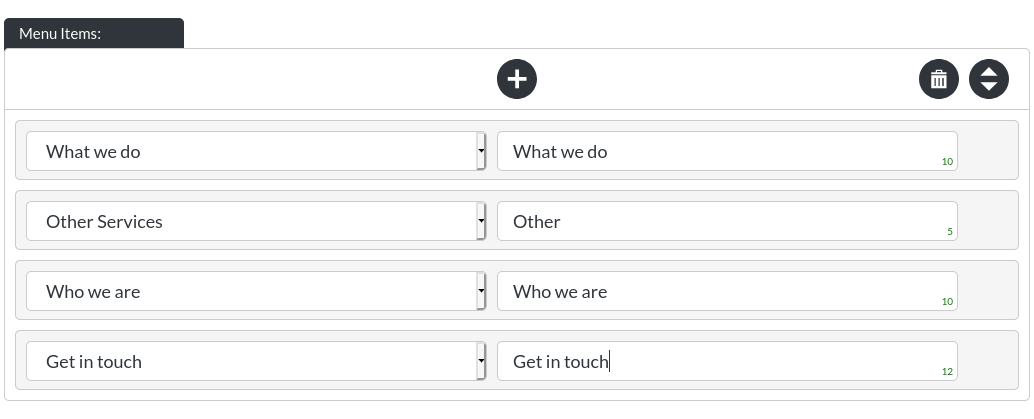 Menu Items:
What we do What we do 10
Other Services Other 5
Who we are Who we are 10
Get in touch Get in touch 12